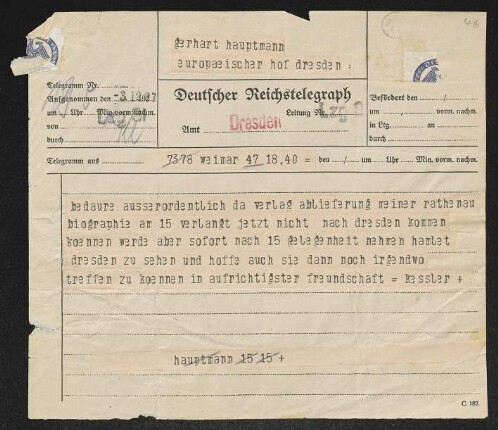 46
gerhart hauptmann
europaeischer hof dresden =
Telegramm Nr.
Aufgenommen den -3.12.27
um Uhr Min. vorm. nachm.
von
durch
Deutscher Reichstelegraph
Leitung Nr.
Amt Dresden
Befördert den /
um , vorm. nachm.
in Ltg. an
durch
Telegramm aus 7378 weimar 47 18,40 = den / um Uhr Min. vorm. nachm.
bedaure ausserordentlich da verlag ablieferung meiner rathenau
biographie am 15 verlangt jetzt nicht nach dresden kommen
koennen werde aber sofort nach 15 gelegenheit nehmen hamlet
dresden zu sehen und hoffe auch sie dann noch irgendwo
treffen zu koennen in aufrichtigster freundschaft = kessler +
hauptmann 15 15 +
C. 187.